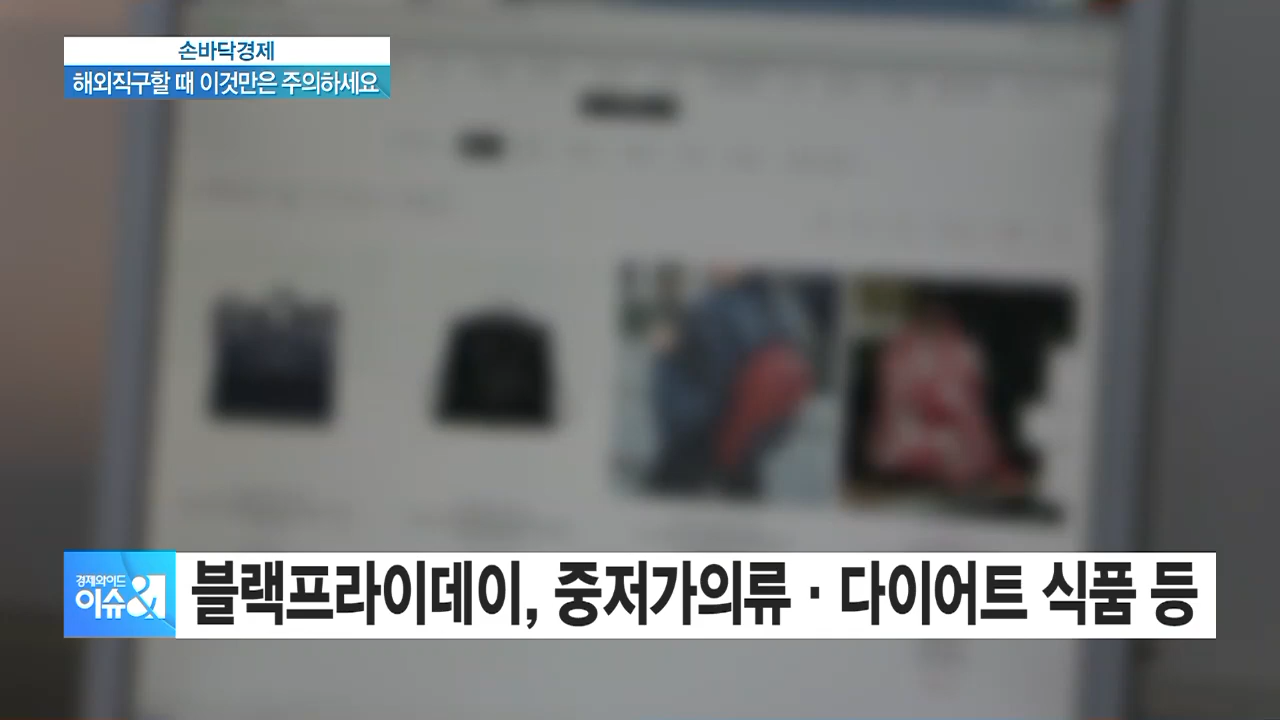 손바닥경제
해외직구할 때 이것만은 주의하세요
경제와이드
이슈&
블랙프라이데이, 중저가의류 · 다이어트 식품 등